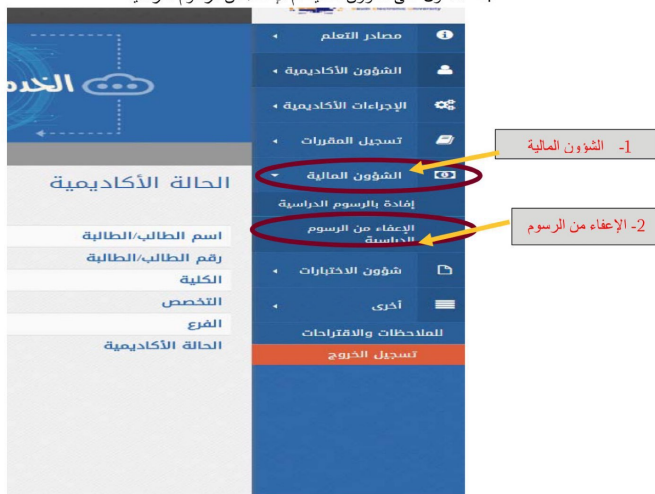 مصادر التعلم
الشؤون الأكاديمية
الإجراءات الأكاديمية
تسجيل المقررات
الشؤون المالية
إفادة بالرسوم الدراسية
الإعفاء من الرسوم
الدراسية
شؤون الاختبارات
أخرى
للملاحظات والاقتراحات
تسجيل الخروج
1- الشؤون المالية
2- الإعفاء من الرسوم
الحالة الأكاديمية
اسم الطالب/الطالبة
رقم الطالب/الطالبة
الكلية
التخصص
الفرع
الحالة الأكاديمية